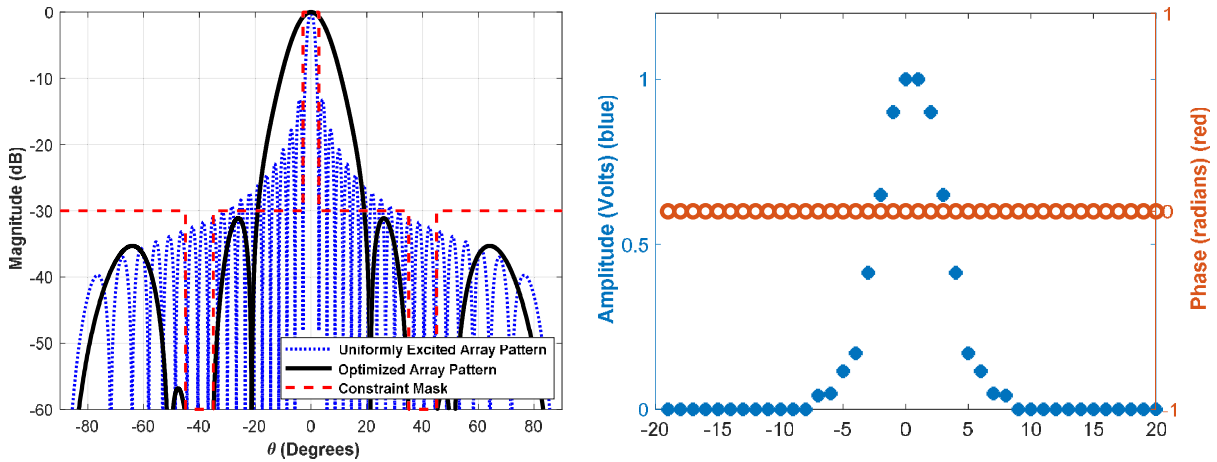 0
-10
-20
-30
-40
-50
-60
Magnitude (dB)
-80 -60 -40 -20 0 20 40 60 80
θ (Degrees)
Uniformly Excited Array Pattern
Optimized Array Pattern
Constraint Mask
1
0.5
0
Amplitude (Volts) (blue)
-20 -15 -10 -5 0 5 10 15 20
1
0
-1
Phase (radians) (red)